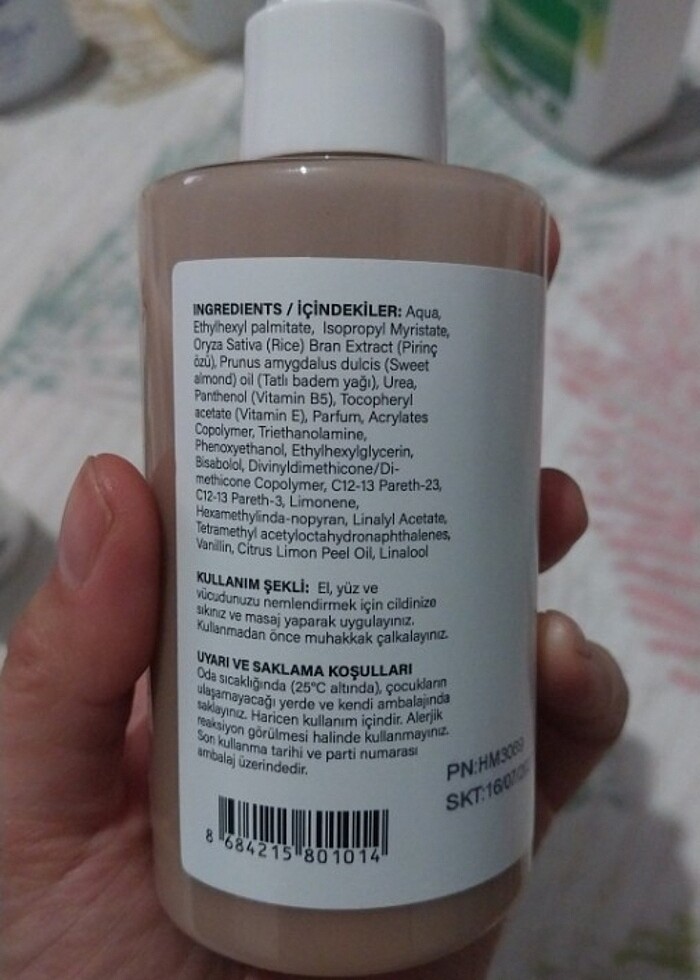 INGREDIENTS / İÇİNDEKİLER: Aqua,
Ethylhexyl palmitate, Isopropyl Myristate,
Oryza Sativa (Rice) Bran Extract (Pirinç
özü), Prunus amygdalus dulcis (Sweet
almond) oil (Tatlı badem yağı), Urea,
Panthenol (Vitamin B5), Tocopheryl
acetate (Vitamin E), Parfum, Acrylates
Copolymer, Triethanolamine,
Phenoxyethanol, Ethylhexylglycerin,
Bisabolol, Divinyldimethicone/Di-
methicone Copolymer, C12-13 Pareth-23,
C12-13 Pareth-3, Limonene,
Hexamethylinda-nopyran, Linalyl Acetate,
Tetramethyl acetyloctahydronaphthalenes,
Vanillin, Citrus Limon Peel Oil, Linalool
KULLANIM ŞEKLİ: El, yüz ve
vücudunuzu nemlendirmek için cildinize
sıkınız ve masaj yaparak uygulayınız.
Kullanmadan önce muhakkak çalkalayınız.
UYARI VE SAKLAMA KOŞULLARI
Oda sıcaklığında (25°C altında), çocukların
ulaşamayacağı yerde ve kendi ambalajında
saklayınız. Haricen kullanım içindir. Alerjik
reaksiyon görülmesi halinde kullanmayınız.
Son kullanma tarihi ve parti numarası
ambalaj üzerindedir.
PN:HM3089
SKT:16/07/
8 684215 801014